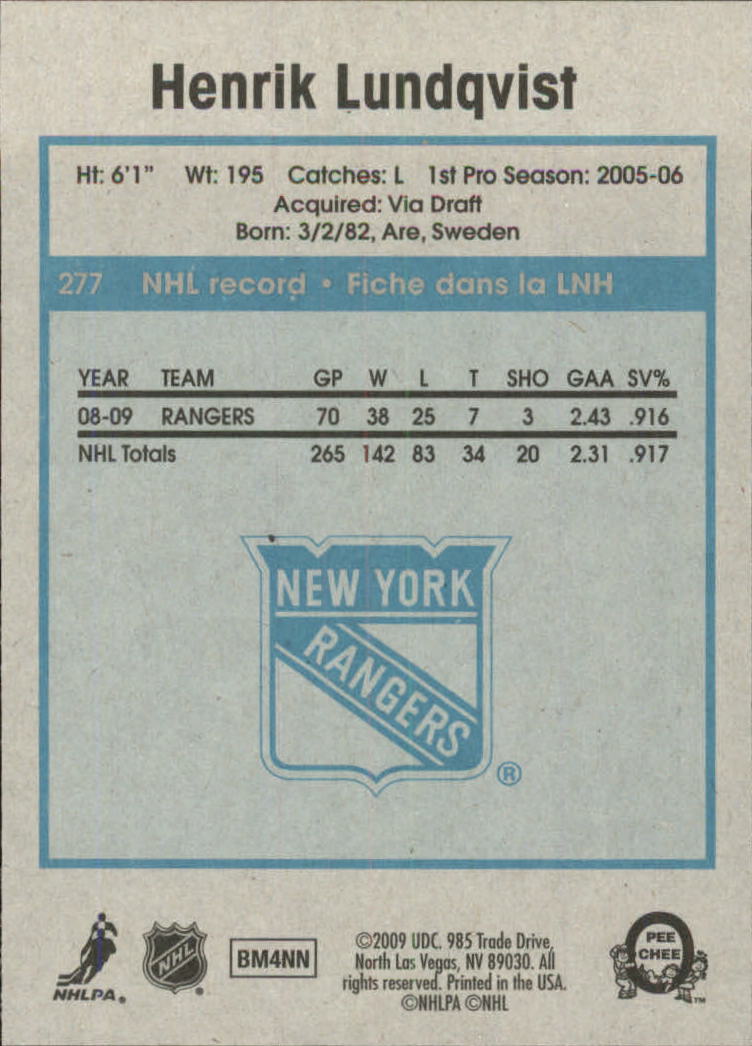 Henrik Lundqvist
Ht: 6'1" Wt: 195 Catches: L 1st Pro Season: 2005-06
Acquired: Via Draft
Born: 3/2/82, Are, Sweden
277 NHL record • Fiche dans la LNH
YEAR TEAM GP W L T SHO GAA SV%
08-09 RANGERS 70 38 25 7 3 2.43 .916
NHL Totals 265 142 83 34 20 2.31 .917
NEW YORK
RANGERS
®
NHLPA®
NHL®
BM4NN
©2009 UDC. 985 Trade Drive,
North Las Vegas, NV 89030. All
rights reserved. Printed in the USA.
©NHLPA ©NHL
PEE
CHEE
™